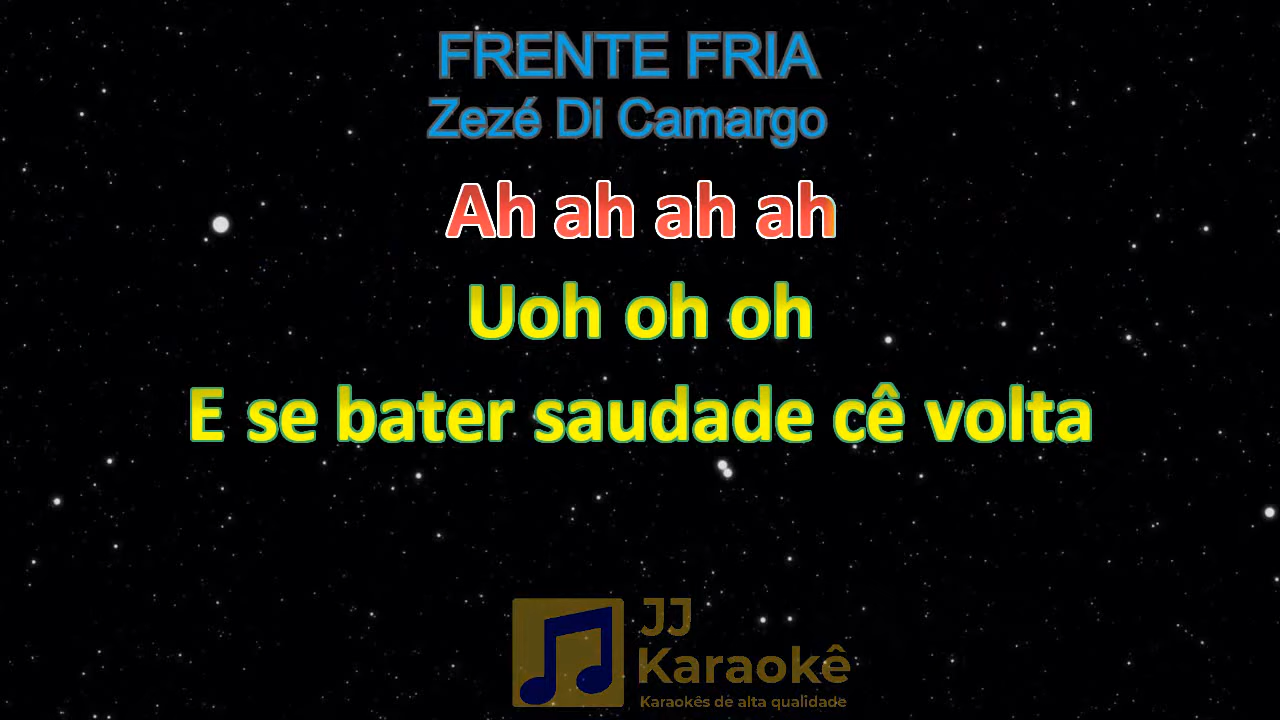 FRENTE FRIA
Zezé Di Camargo
Ah ah ah ah
Uoh oh oh
E se bater saudade cê volta
JJ
Karaokê
Karaokês de alta qualidade